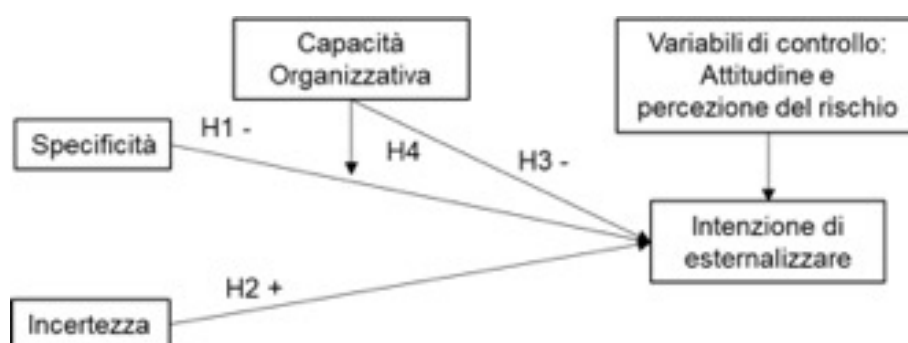 Capacità
Organizzativa
Variabili di controllo:
Attitudine e
percezione del rischio
Specificità
H1 -
H4
H3 -
Intenzione di
esternalizzare
H2 +
Incertezza